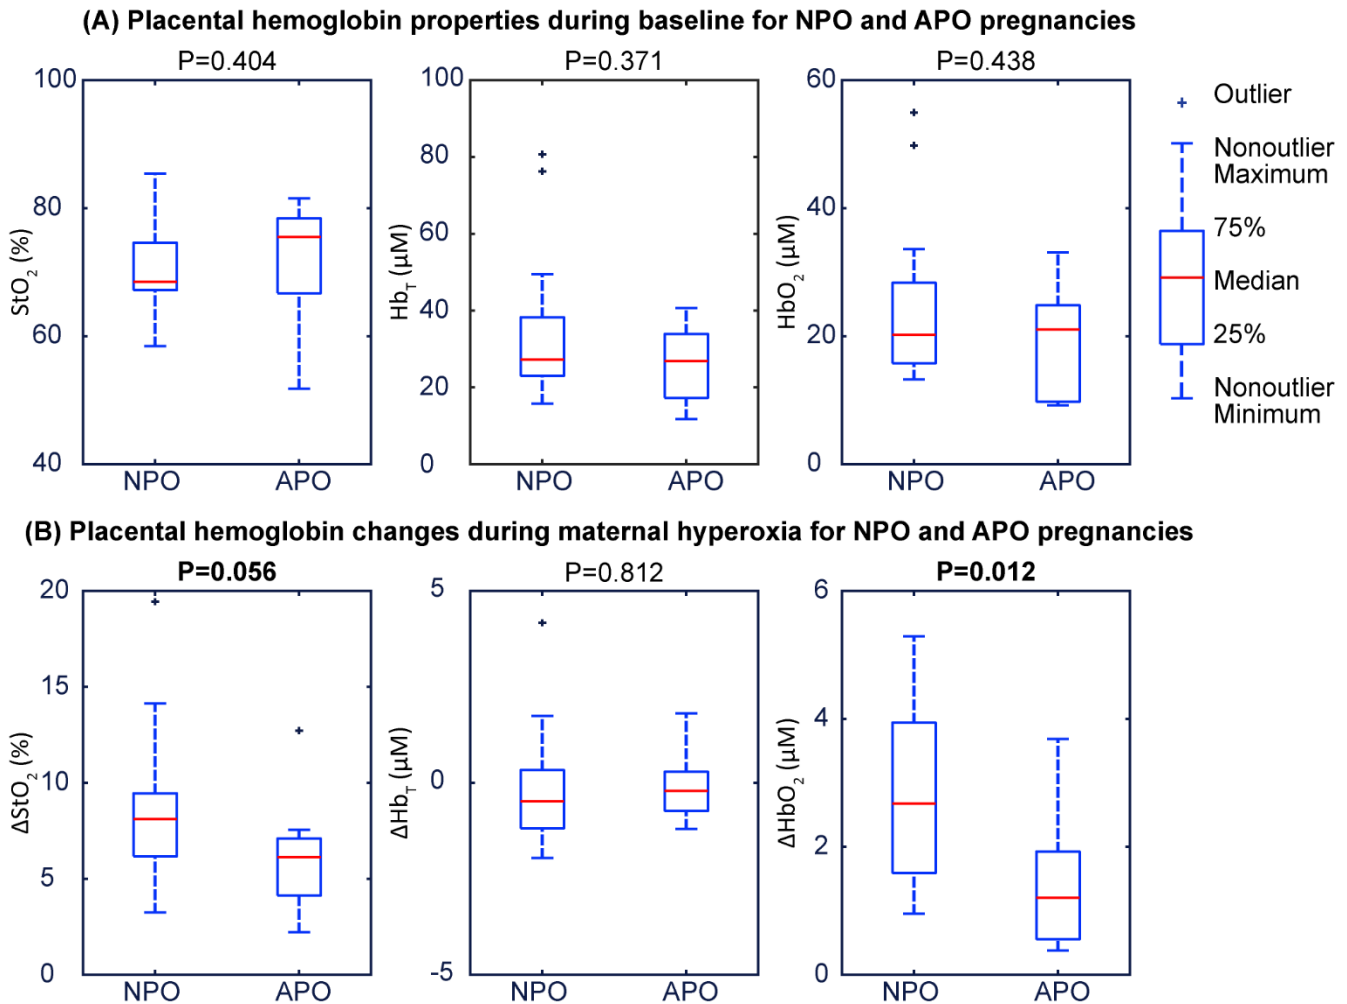 (A) Placental hemoglobin properties during baseline for NPO and APO pregnancies
P=0.404
100
80
60
40
StO₂ (%)
NPO
APO
P=0.371
100
80
60
40
20
0
Hb_T (µM)
NPO
APO
P=0.438
60
40
20
0
HbO₂ (µM)
NPO
APO
Outlier
Nonoutlier
Maximum
75%
Median
25%
Nonoutlier
Minimum
(B) Placental hemoglobin changes during maternal hyperoxia for NPO and APO pregnancies
P=0.056
20
15
10
5
0
ΔStO₂ (%)
NPO
APO
P=0.812
5
0
-5
ΔHb_T (µM)
NPO
APO
P=0.012
6
4
2
0
ΔHbO₂ (µM)
NPO
APO